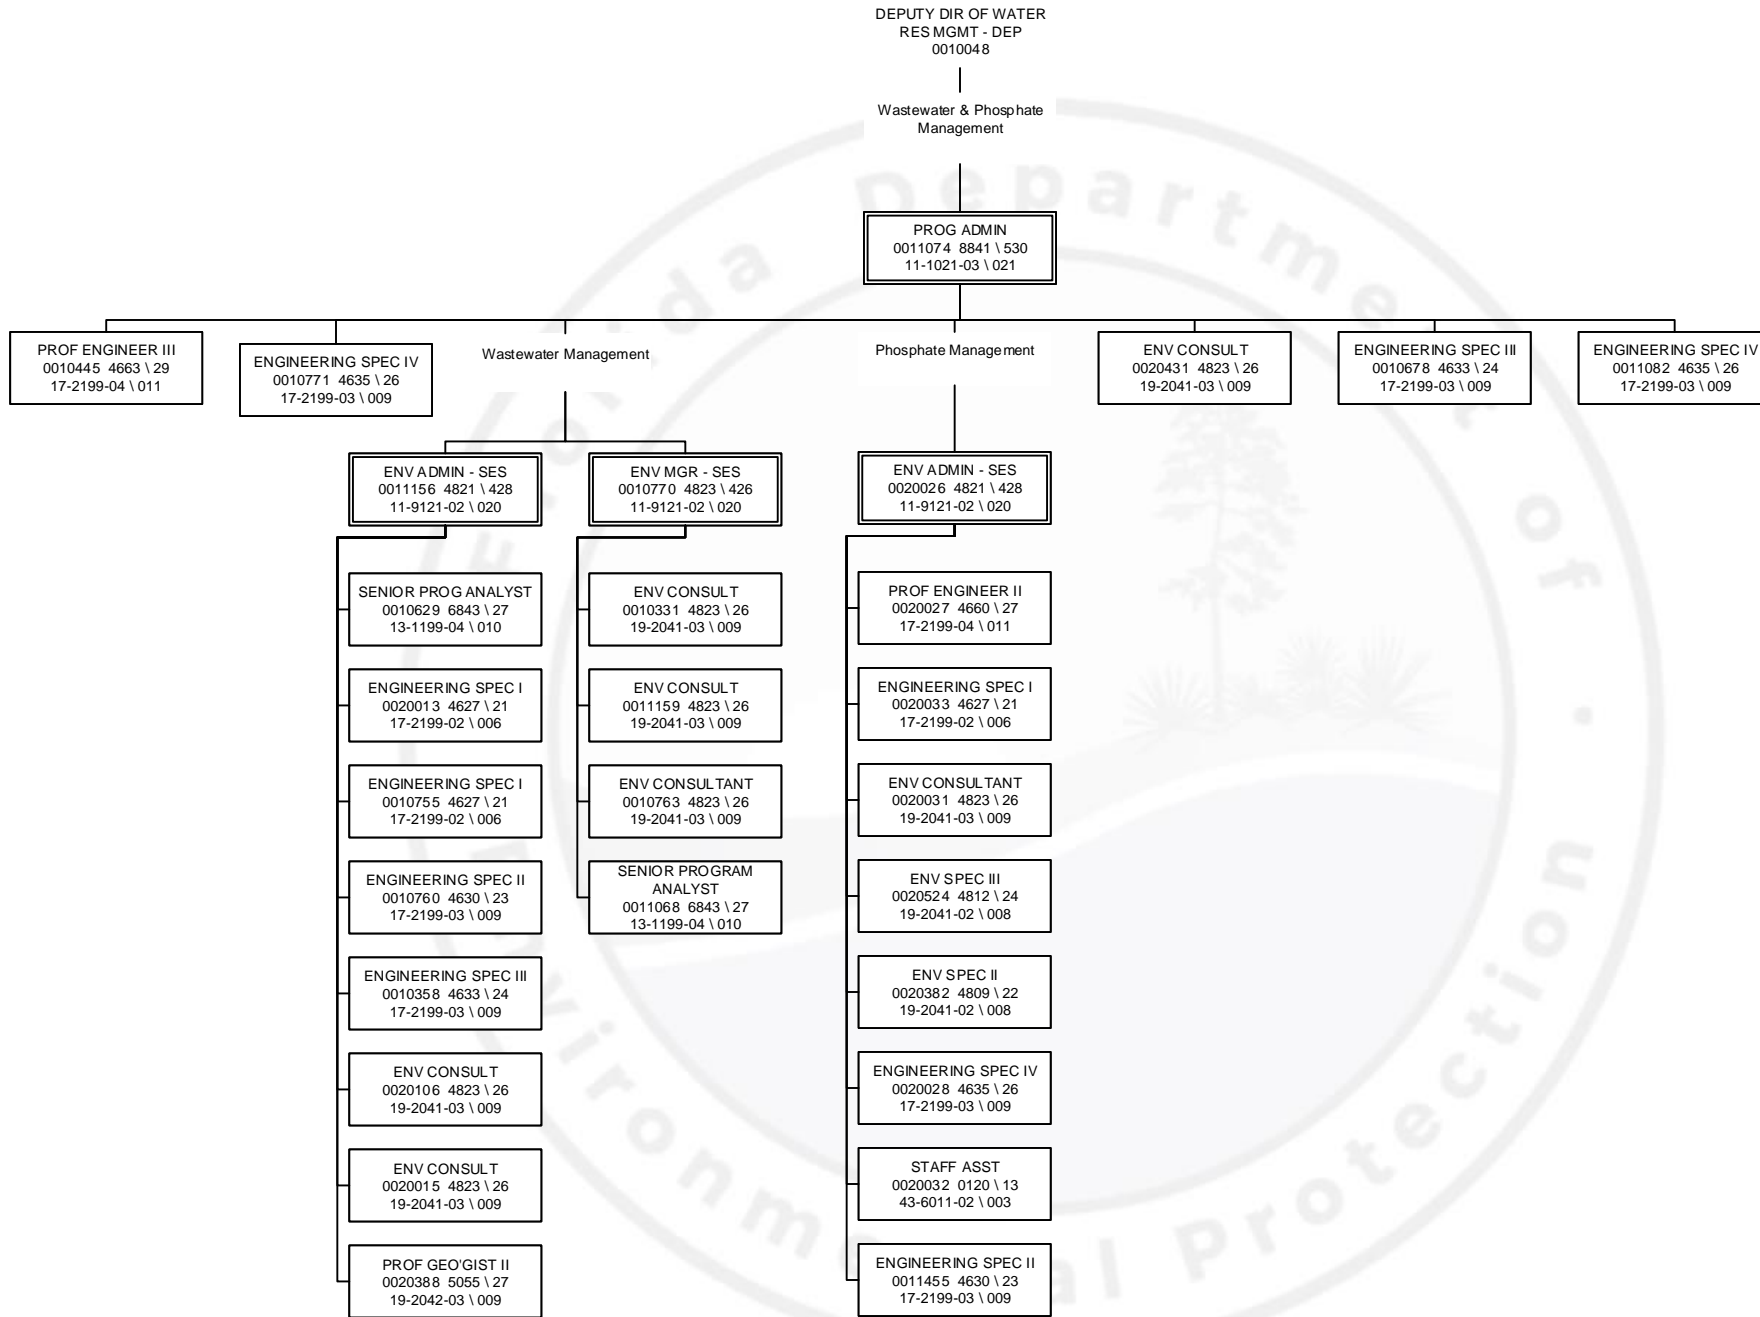 DEPUTY DIR OF WATER
RES MGMT - DEP
0010048
Wastewater & Phosphate
Management
PROG ADMIN
0011074 8841 \ 530
11-1021-03 \ 021
PROF ENGINEER III
0010445 4663 \ 29
17-2199-04 \ 011
ENGINEERING SPEC IV
0010771 4635 \ 26
17-2199-03 \ 009
Wastewater Management
Phosphate Management
ENV CONSULT
0020431 4823 \ 26
19-2041-03 \ 009
ENGINEERING SPEC III
0010678 4633 \ 24
17-2199-03 \ 009
ENGINEERING SPEC IV
0011082 4635 \ 26
17-2199-03 \ 009
ENV ADMIN - SES
0011156 4821 \ 428
11-9121-02 \ 020
ENV MGR - SES
0010770 4823 \ 426
11-9121-02 \ 020
ENV ADMIN - SES
0020026 4821 \ 428
11-9121-02 \ 020
SENIOR PROG ANALYST
0010629 6843 \ 27
13-1199-04 \ 010
ENGINEERING SPEC I
0020013 4627 \ 21
17-2199-02 \ 006
ENGINEERING SPEC I
0010755 4627 \ 21
17-2199-02 \ 006
ENGINEERING SPEC II
0010760 4630 \ 23
17-2199-03 \ 009
ENGINEERING SPEC III
0010358 4633 \ 24
17-2199-03 \ 009
ENV CONSULT
0020106 4823 \ 26
19-2041-03 \ 009
ENV CONSULT
0020015 4823 \ 26
19-2041-03 \ 009
PROF GEO'GIST II
0020388 5055 \ 27
19-2042-03 \ 009
ENV CONSULT
0010331 4823 \ 26
19-2041-03 \ 009
ENV CONSULT
0011159 4823 \ 26
19-2041-03 \ 009
ENV CONSULTANT
0010763 4823 \ 26
19-2041-03 \ 009
SENIOR PROGRAM
ANALYST
0011068 6843 \ 27
13-1199-04 \ 010
PROF ENGINEER II
0020027 4660 \ 27
17-2199-04 \ 011
ENGINEERING SPEC I
0020033 4627 \ 21
17-2199-02 \ 006
ENV CONSULTANT
0020031 4823 \ 26
19-2041-03 \ 009
ENV SPEC III
0020524 4812 \ 24
19-2041-02 \ 008
ENV SPEC II
0020382 4809 \ 22
19-2041-02 \ 008
ENGINEERING SPEC IV
0020028 4635 \ 26
17-2199-03 \ 009
STAFF ASST
0020032 0120 \ 13
43-6011-02 \ 003
ENGINEERING SPEC II
0011455 4630 \ 23
17-2199-03 \ 009
Florida Department of
Environmental Protection